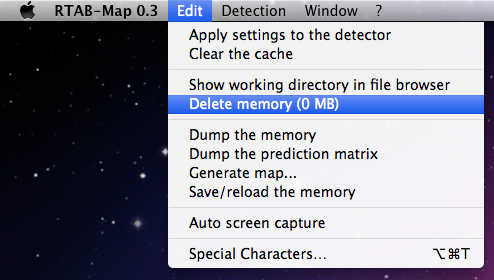 RTAB-Map 0.3 Edit Detection Window ?
Apply settings to the detector
Clear the cache
Show working directory in file browser
Delete memory (0 MB)
Dump the memory
Dump the prediction matrix
Generate map...
Save/reload the memory
Auto screen capture
Special Characters... ⌥⌘T